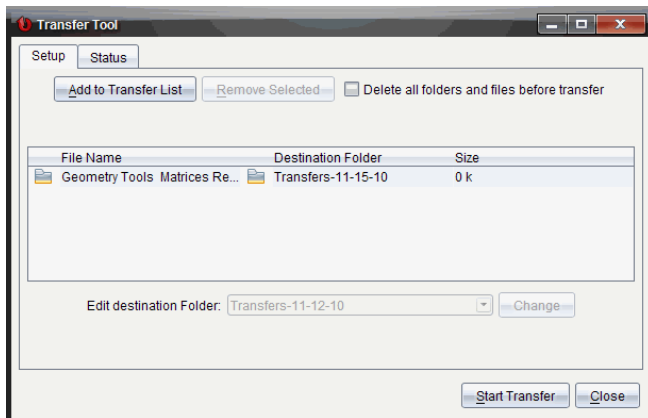 Transfer Tool
Setup Status
Add to Transfer List Remove Selected Delete all folders and files before transfer
File Name Destination Folder Size
Geometry Tools Matrices Re... Transfers-11-15-10 0 k
Edit destination Folder: Transfers-11-12-10 Change
Start Transfer Close